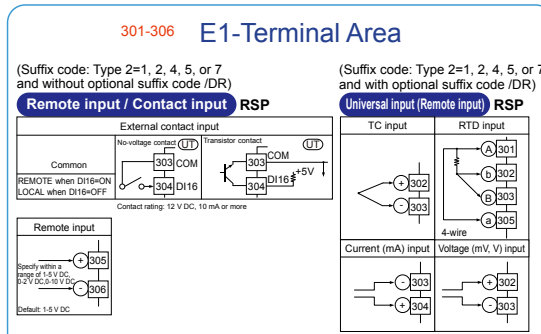 301-306 E1-Terminal Area
(Suffix code: Type 2=1, 2, 4, 5, or 7
and without optional suffix code /DR)
Remote input / Contact input RSP
External contact input
No-voltage contact UT Transistor contact UT
Common
303 COM
303 COM
+5V
REMOTE when DI16=ON
LOCAL when DI16=OFF
304 DI16
304 DI16
Contact rating: 12 V DC, 10 mA or more
Remote input
Specify within a
range of 1-5 V DC,
0-2 V DC,0-10 V DC
+ 305
- 306
Default: 1-5 V DC
(Suffix code: Type 2=1, 2, 4, 5, or 7
and with optional suffix code /DR)
Universal input (Remote input) RSP
TC input
+ 302
- 303
RTD input
A 301
b 302
B 303
a 305
4-wire
Current (mA) input
- 303
+ 304
Voltage (mV, V) input
+ 302
- 303